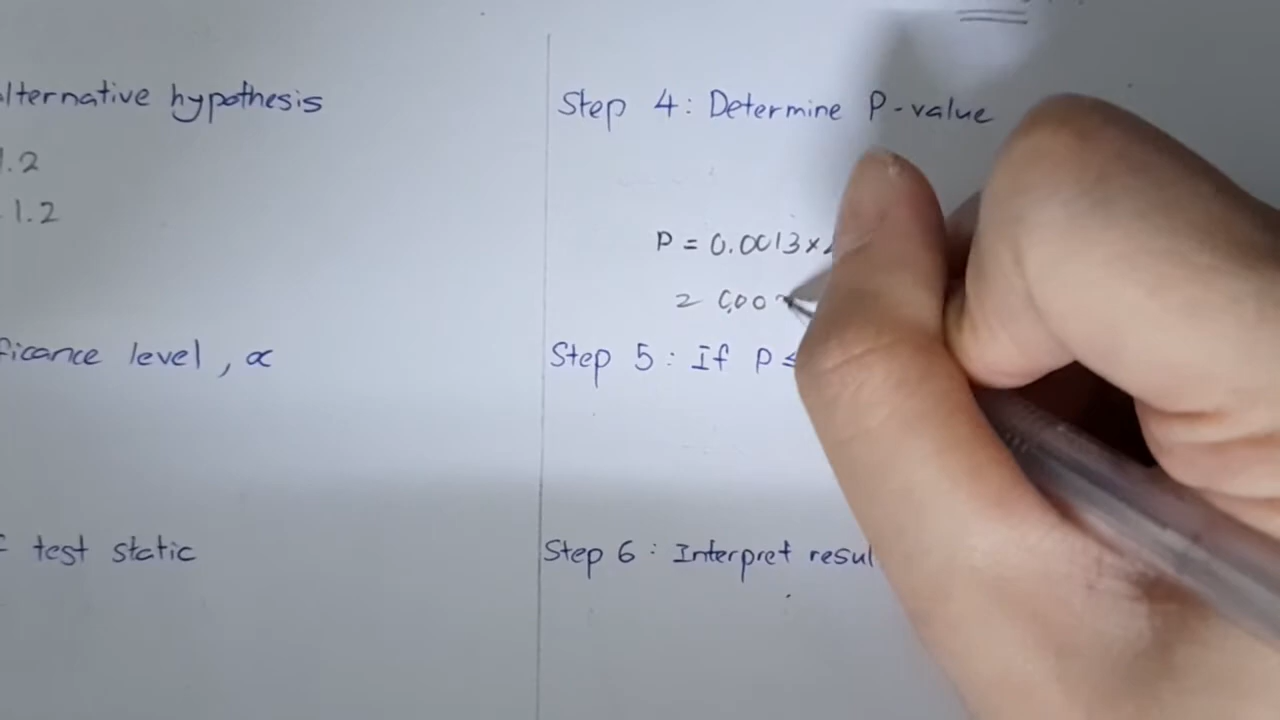 lternative hypothesis
1.2
1.2
ficance level, α
test static
Step 4: Determine P-value
P = 0.0013 ×
= 0.00
Step 5: If P ≤
Step 6: Interpret resul